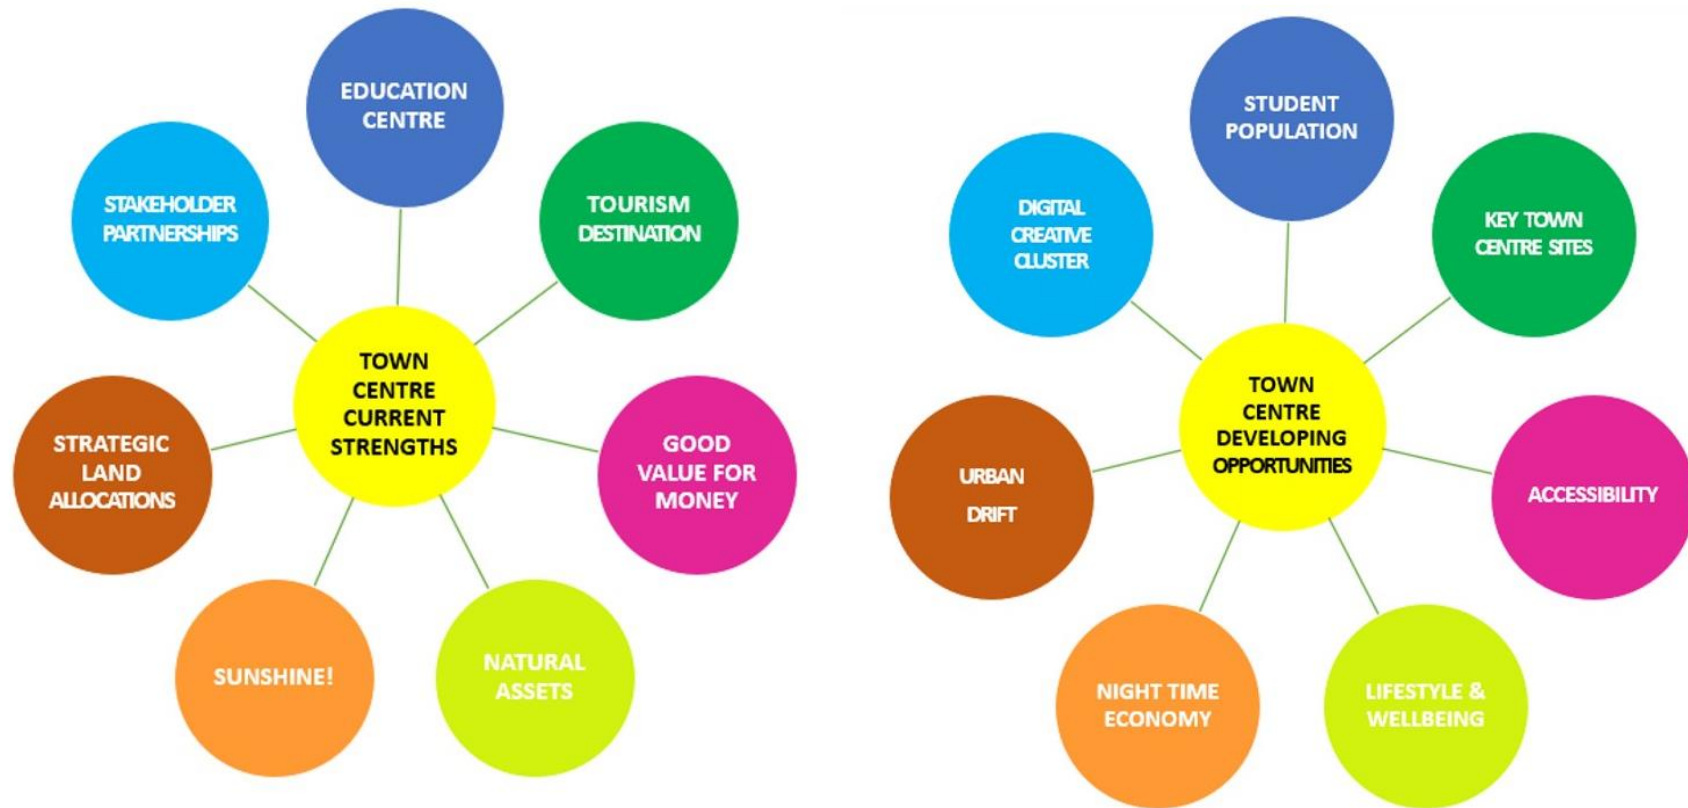 EDUCATION
CENTRE
TOURISM
DESTINATION
GOOD
VALUE FOR
MONEY
NATURAL
ASSETS
SUNSHINE!
STRATEGIC
LAND
ALLOCATIONS
STAKEHOLDER
PARTNERSHIPS
TOWN
CENTRE
CURRENT
STRENGTHS
STUDENT
POPULATION
KEY TOWN
CENTRE SITES
ACCESSIBILITY
LIFESTYLE &
WELLBEING
NIGHT TIME
ECONOMY
URBAN
DRIFT
DIGITAL
CREATIVE
CLUSTER
TOWN
CENTRE
DEVELOPING
OPPORTUNITIES